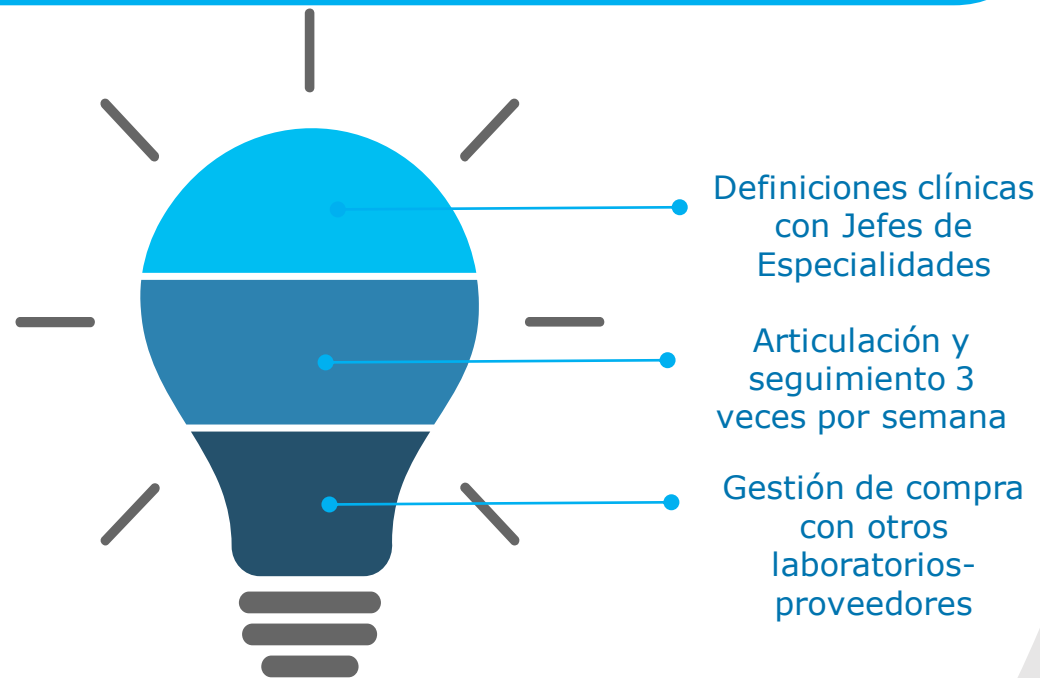 Definiciones clínicas
con Jefes de
Especialidades
Articulación y
seguimiento 3
veces por semana
Gestión de compra
con otros
laboratorios-
proveedores